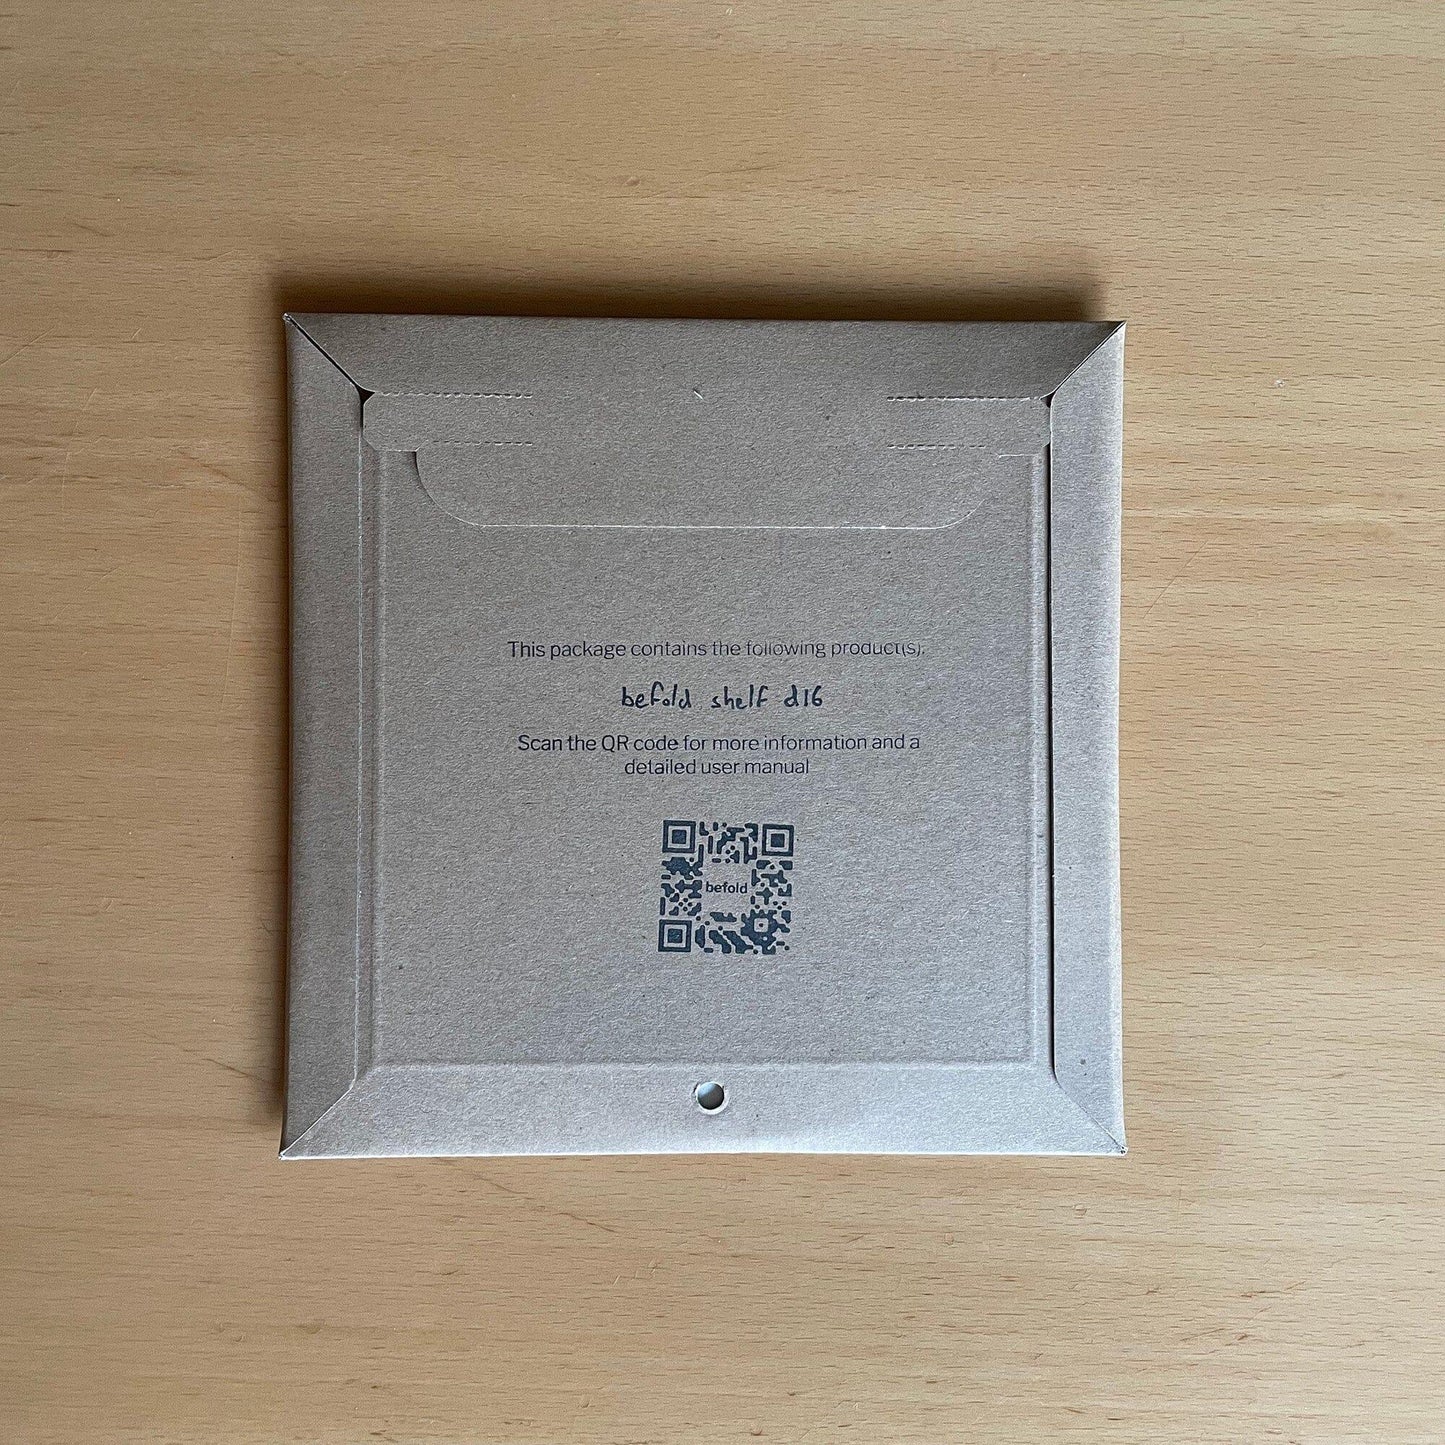 This package contains the following product(s):
befold shelf d16
Scan the QR code for more information and a
detailed user manual
befold